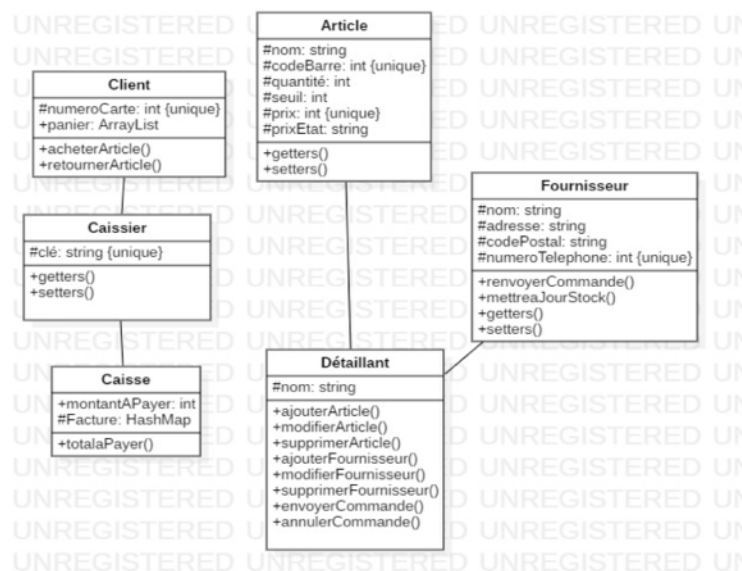 Article
#nom: string
#codeBarre: int {unique}
#quantité: int
#seuil: int
#prix: int {unique}
#prixEtat: string
+getters()
+setters()
Client
#numeroCarte: int {unique}
+panier: ArrayList
+acheterArticle()
+retournerArticle()
Fournisseur
#nom: string
#adresse: string
#codePostal: string
#numeroTelephone: int {unique}
+renvoyerCommande()
+mettreaJourStock()
+getters()
+setters()
Caissier
#clé: string {unique}
+getters()
+setters()
Détaillant
#nom: string
+ajouterArticle()
+modifierArticle()
+supprimerArticle()
+ajouterFournisseur()
+modifierFournisseur()
+supprimerFournisseur()
+envoyerCommande()
+annulerCommande()
Caisse
+montantAPayer: int
#Facture: HashMap
+totalaPayer()
UNREGISTERED